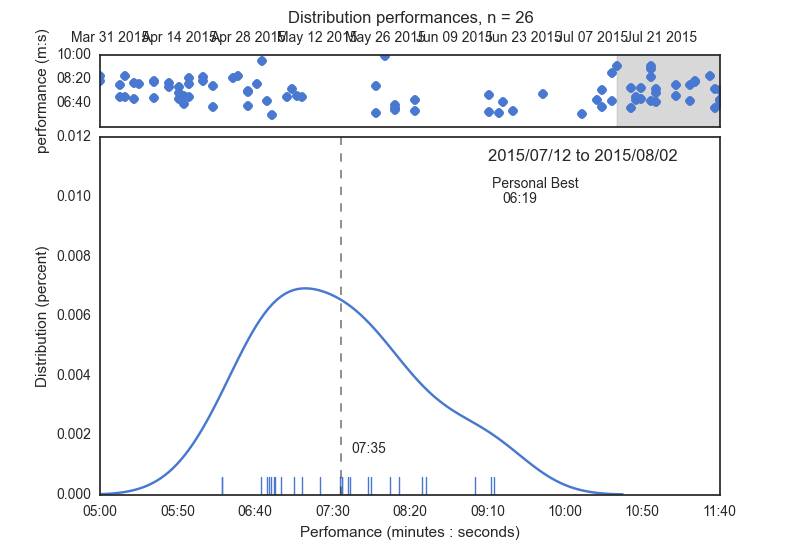 Distribution performances, n = 26
Mar 31 2015 Apr 14 2015 Apr 28 2015 May 12 2015 May 26 2015 Jun 09 2015 Jun 23 2015 Jul 07 2015 Jul 21 2015
performance (m:s)
10:00
08:20
06:40
0.012
0.010
0.008
0.006
0.004
0.002
0.000
Distribution (percent)
2015/07/12 to 2015/08/02
Personal Best
06:19
07:35
05:00 05:50 06:40 07:30 08:20 09:10 10:00 10:50 11:40
Perfomance (minutes : seconds)